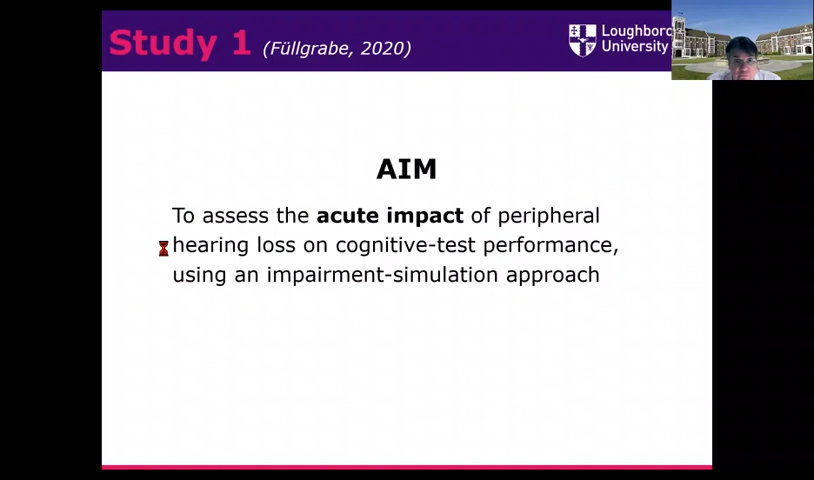 Study 1 (Füllgrabe, 2020)
Loughboro
University
AIM
To assess the acute impact of peripheral
hearing loss on cognitive-test performance,
using an impairment-simulation approach